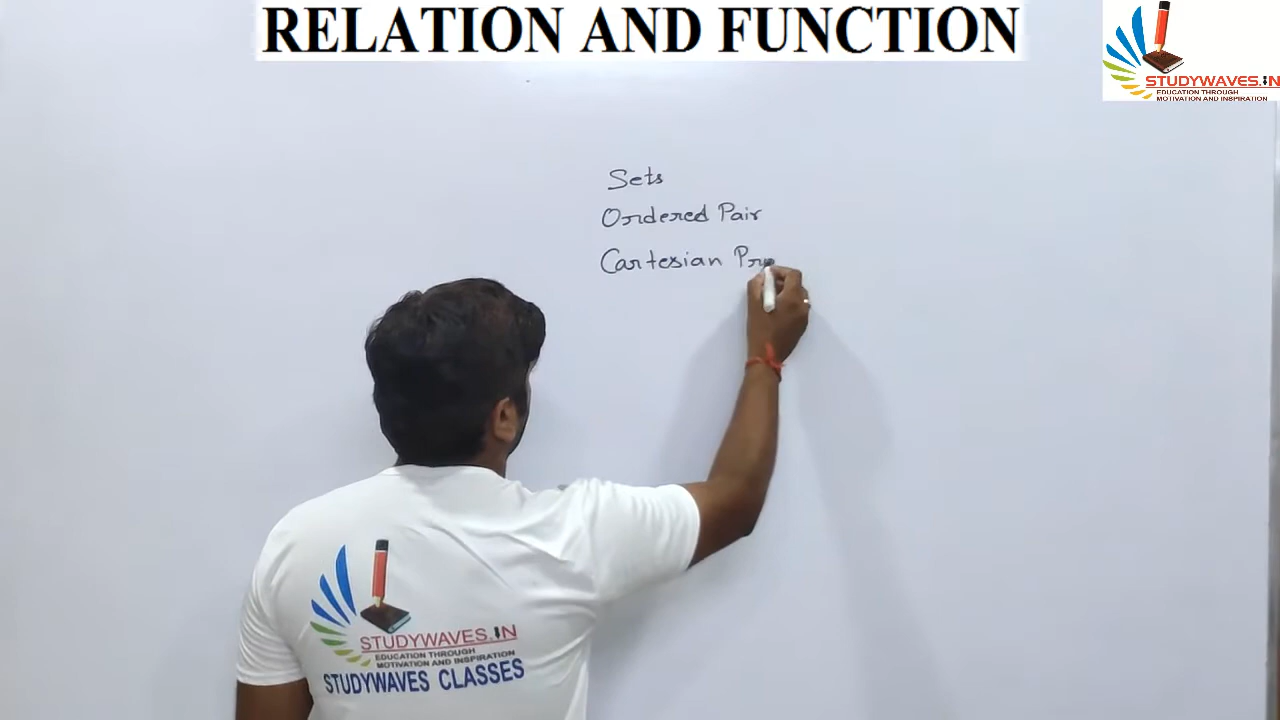 RELATION AND FUNCTION
STUDYWAVES.IN
EDUCATION THROUGH
MOTIVATION AND INSPIRATION
Sets
Ordered Pair
Cartesian Pro
STUDYWAVES.IN
EDUCATION THROUGH
MOTIVATION AND INSPIRATION
STUDYWAVES CLASSES